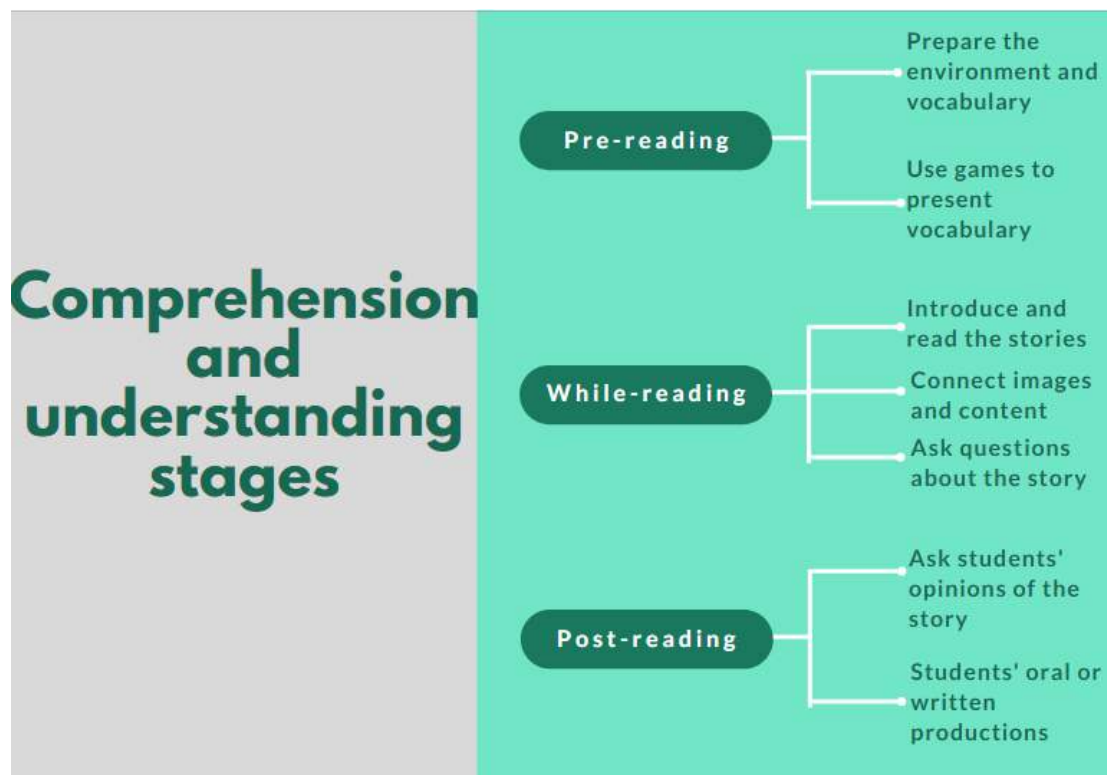 Comprehension
and
understanding
stages
Pre-reading
Prepare the
environment and
vocabulary
Use games to
present
vocabulary
While-reading
Introduce and
read the stories
Connect images
and content
Ask questions
about the story
Post-reading
Ask students'
opinions of the
story
Students' oral or
written
productions